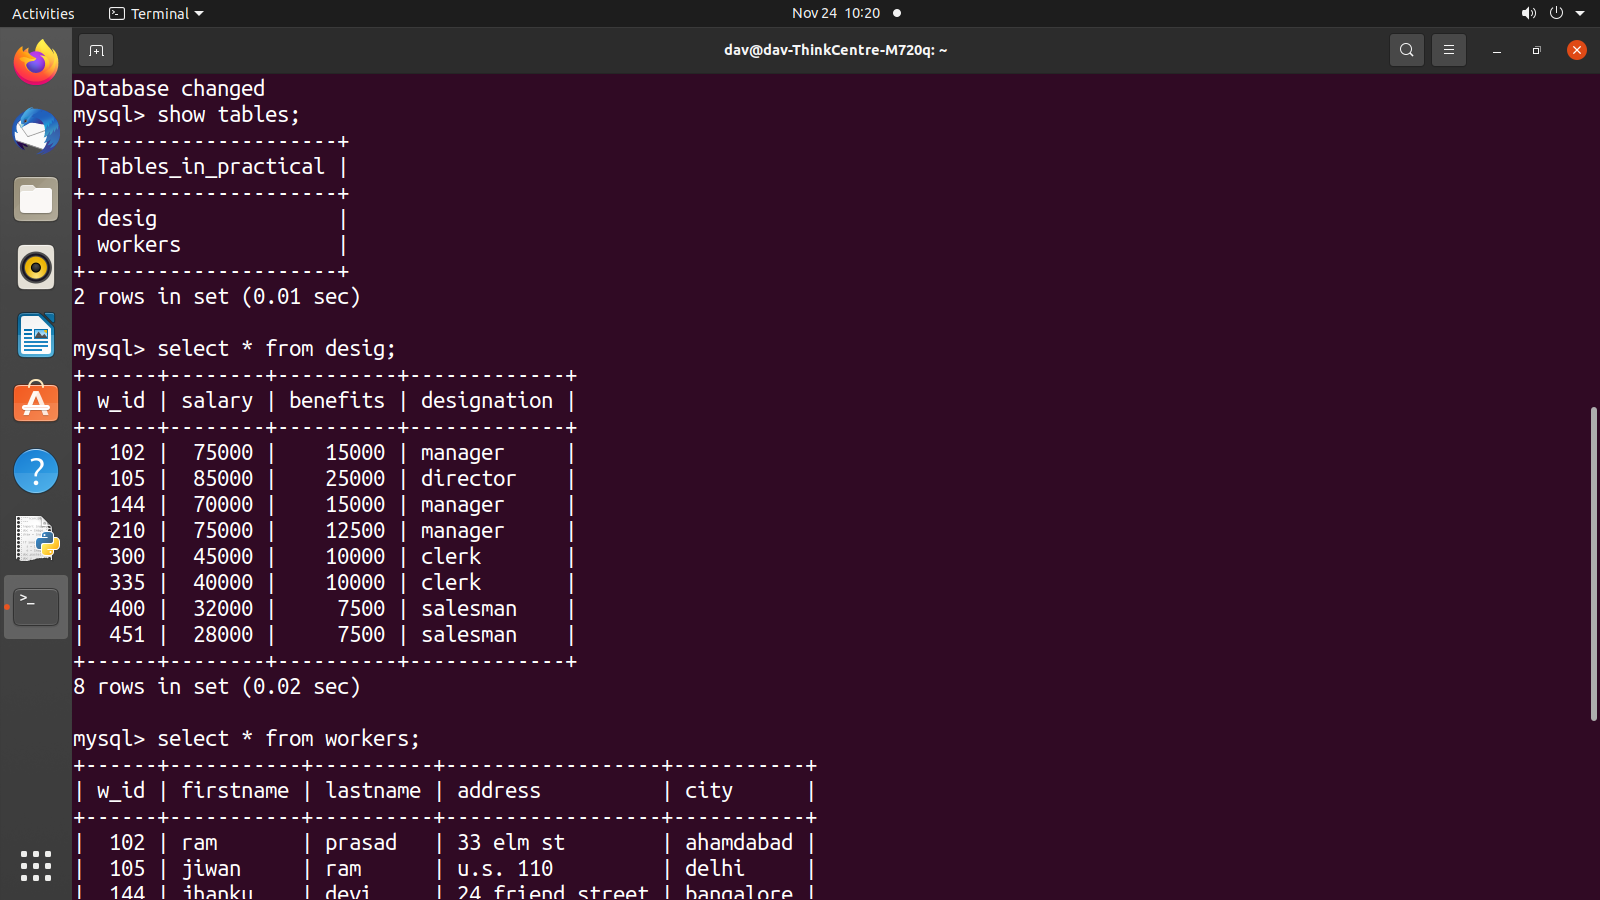 Activities Terminal Nov 24 10:20
dav@dav-ThinkCentre-M720q: ~
Database changed
mysql> show tables;
+---------------------+
| Tables_in_practical |
+---------------------+
| desig               |
| workers             |
+---------------------+
2 rows in set (0.01 sec)

mysql> select * from desig;
+------+--------+----------+-------------+
| w_id | salary | benefits | designation |
+------+--------+----------+-------------+
|  102 |  75000 |    15000 | manager     |
|  105 |  85000 |    25000 | director    |
|  144 |  70000 |    15000 | manager     |
|  210 |  75000 |    12500 | manager     |
|  300 |  45000 |    10000 | clerk       |
|  335 |  40000 |    10000 | clerk       |
|  400 |  32000 |     7500 | salesman    |
|  451 |  28000 |     7500 | salesman    |
+------+--------+----------+-------------+
8 rows in set (0.02 sec)

mysql> select * from workers;
+------+-----------+----------+------------------+-----------+
| w_id | firstname | lastname | address          | city      |
+------+-----------+----------+------------------+-----------+
|  102 | ram       | prasad   | 33 elm st        | ahamdabad |
|  105 | jiwan     | ram      | u.s. 110         | delhi     |
|  144 | jhanku    | devi     | 24 friend street | bangalore |